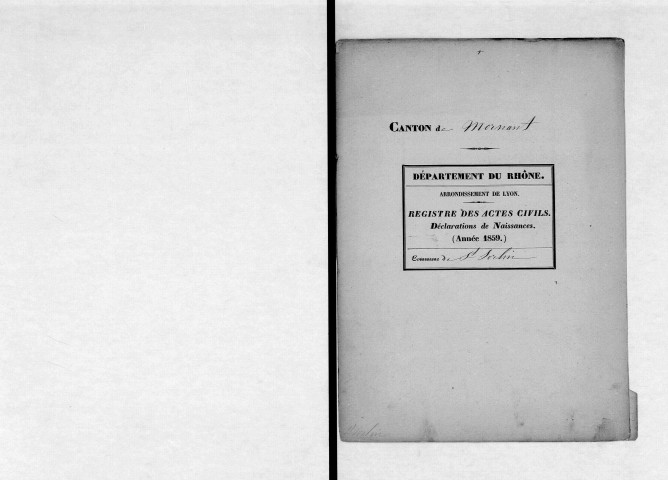 CANTON de Mornant
DÉPARTEMENT DU RHÔNE.
ARRONDISSEMENT DE LYON.
REGISTRE DES ACTES CIVILS.
Déclarations de Naissances.
(Année 1859.)
Commune de St Sorlin